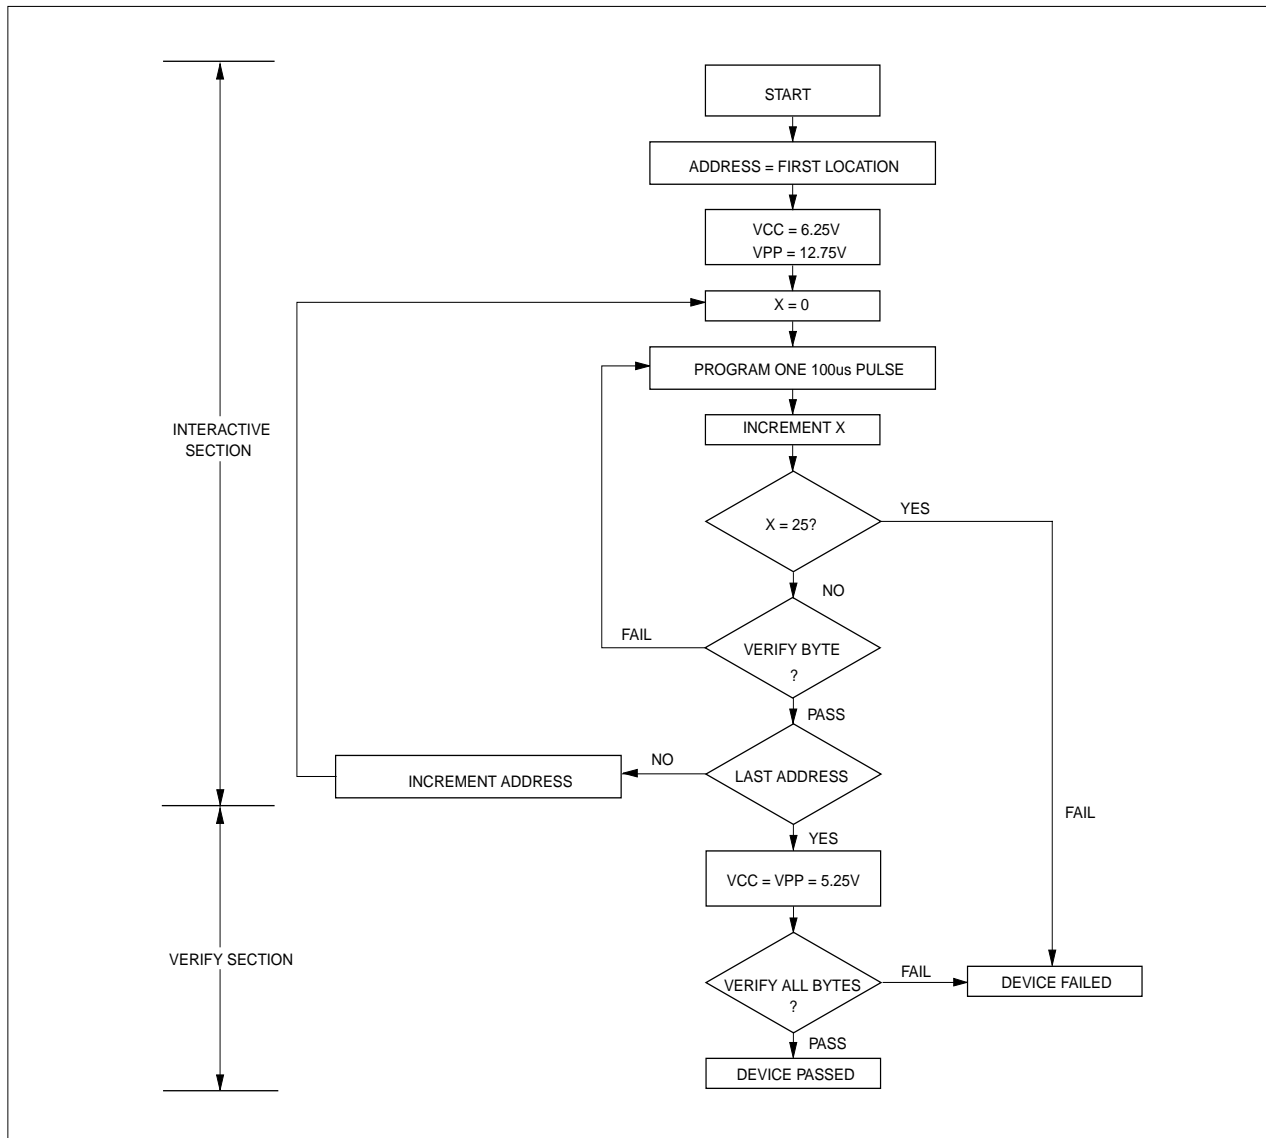 START
ADDRESS = FIRST LOCATION
VCC = 6.25V
VPP = 12.75V
X = 0
PROGRAM ONE 100us PULSE
INCREMENT X
INTERACTIVE
SECTION
X = 25?
YES
NO
FAIL
VERIFY BYTE
?
PASS
NO
LAST ADDRESS
INCREMENT ADDRESS
FAIL
YES
VCC = VPP = 5.25V
VERIFY SECTION
VERIFY ALL BYTES
?
FAIL
DEVICE FAILED
PASS
DEVICE PASSED